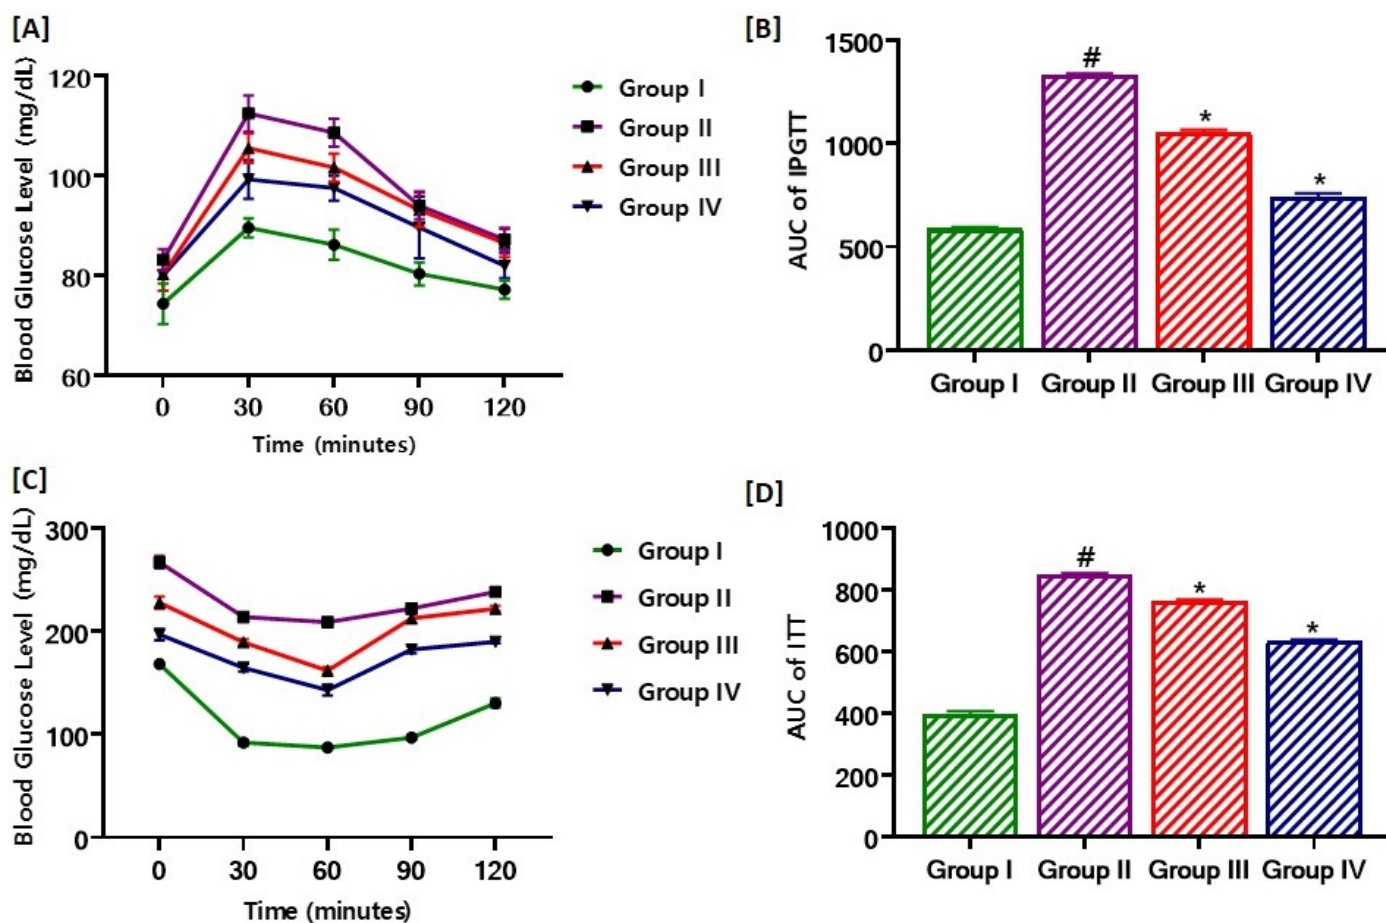 [A]
Blood Glucose Level (mg/dL)
120
100
80
60
0 30 60 90 120
Time (minutes)
Group I
Group II
Group III
Group IV
[B]
AUC of IPGTT
1500
1000
500
0
#
*
*
Group I Group II Group III Group IV
[C]
Blood Glucose Level (mg/dL)
300
200
100
0
0 30 60 90 120
Time (minutes)
Group I
Group II
Group III
Group IV
[D]
AUC of ITT
1000
800
600
400
200
0
#
*
*
Group I Group II Group III Group IV